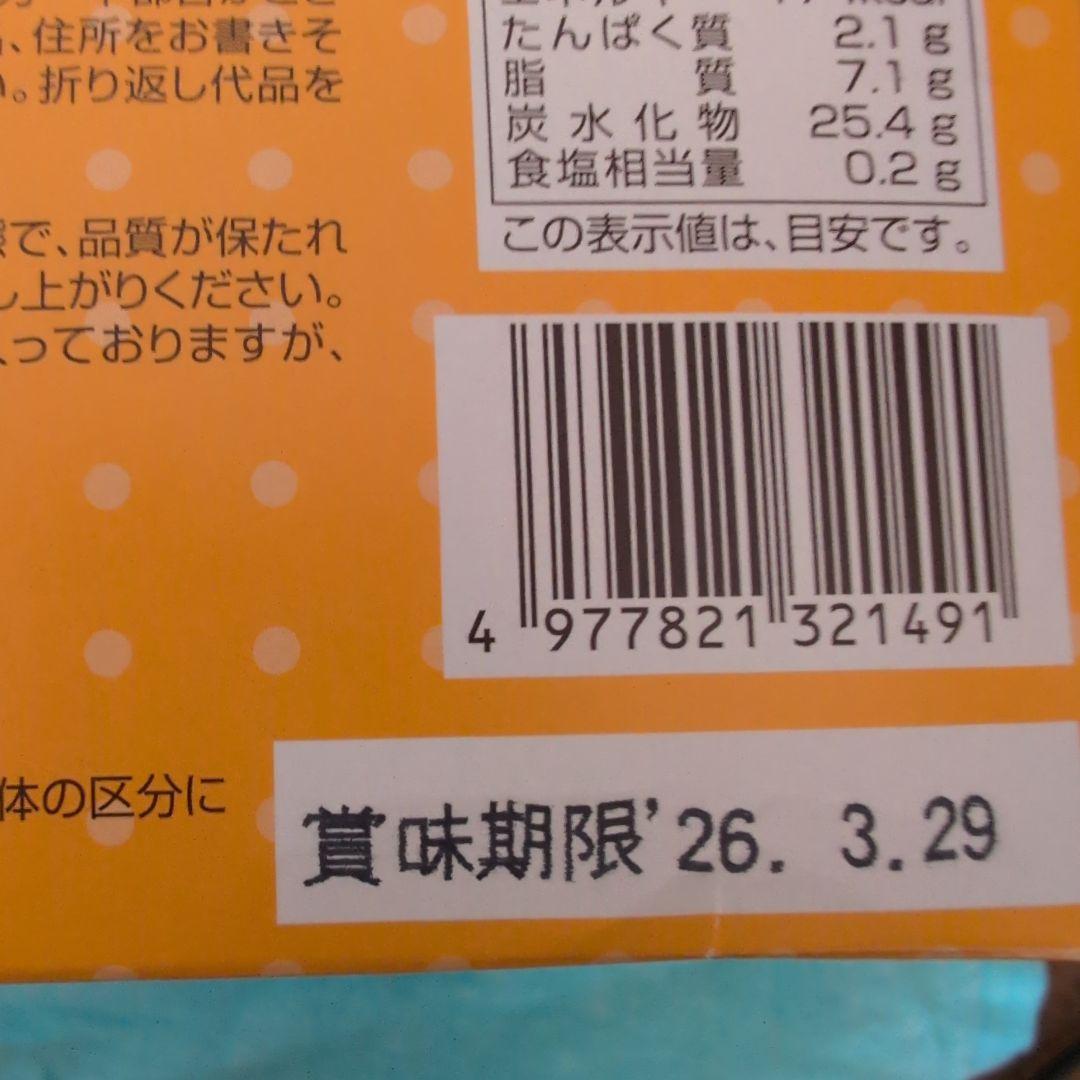 、住所をお書きそ
。折り返し代品を
で、品質が保たれ
し上がりください。
っておりますが、
体の区分に
たんぱく質 2.1g
脂質 7.1g
炭水化物 25.4g
食塩相当量 0.2g
この表示値は、目安です。
4 977821 321491
賞味期限'26. 3.29